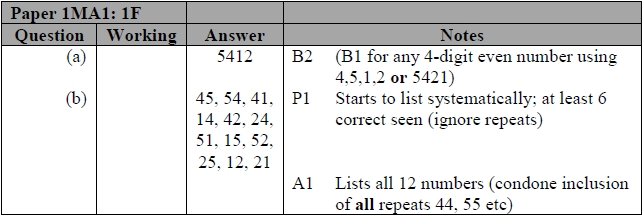 Paper 1MA1: 1F
Question Working Answer Notes
(a) 5412 B2 (B1 for any 4-digit even number using
4,5,1,2 or 5421)
(b) 45, 54, 41, P1 Starts to list systematically; at least 6
14, 42, 24, correct seen (ignore repeats)
51, 15, 52,
25, 12, 21
A1 Lists all 12 numbers (condone inclusion
of all repeats 44, 55 etc)